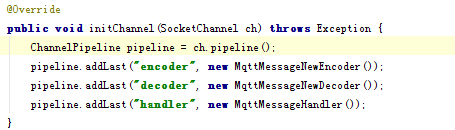 @Override
public void initChannel(SocketChannel ch) throws Exception {
    ChannelPipeline pipeline = ch.pipeline();
    pipeline.addLast("encoder", new MqttMessageNewEncoder());
    pipeline.addLast("decoder", new MqttMessageNewDecoder());
    pipeline.addLast("handler", new MqttMessageHandler());
}